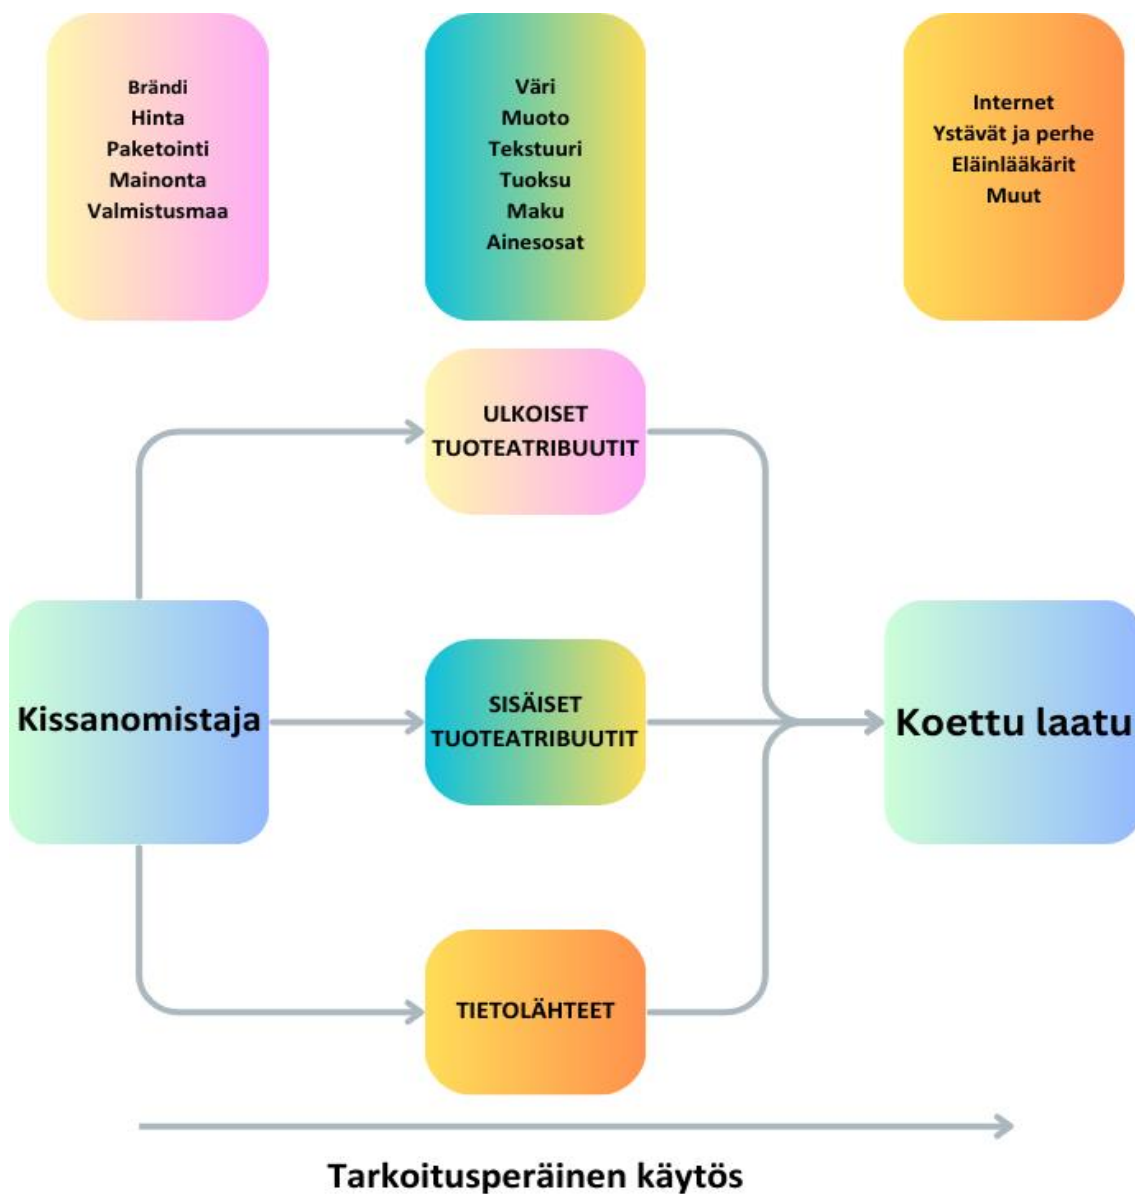 Brändi
Hinta
Paketointi
Mainonta
Valmistusmaa
Väri
Muoto
Tekstuuri
Tuoksu
Maku
Ainesosat
Internet
Ystävät ja perhe
Eläinlääkärit
Muut
ULKOISET
TUOTEATRIBUUTIT
Kissanomistaja
SISÄISET
TUOTEATRIBUUTIT
Koettu laatu
TIETOLÄHTEET
Tarkoitusperäinen käytös